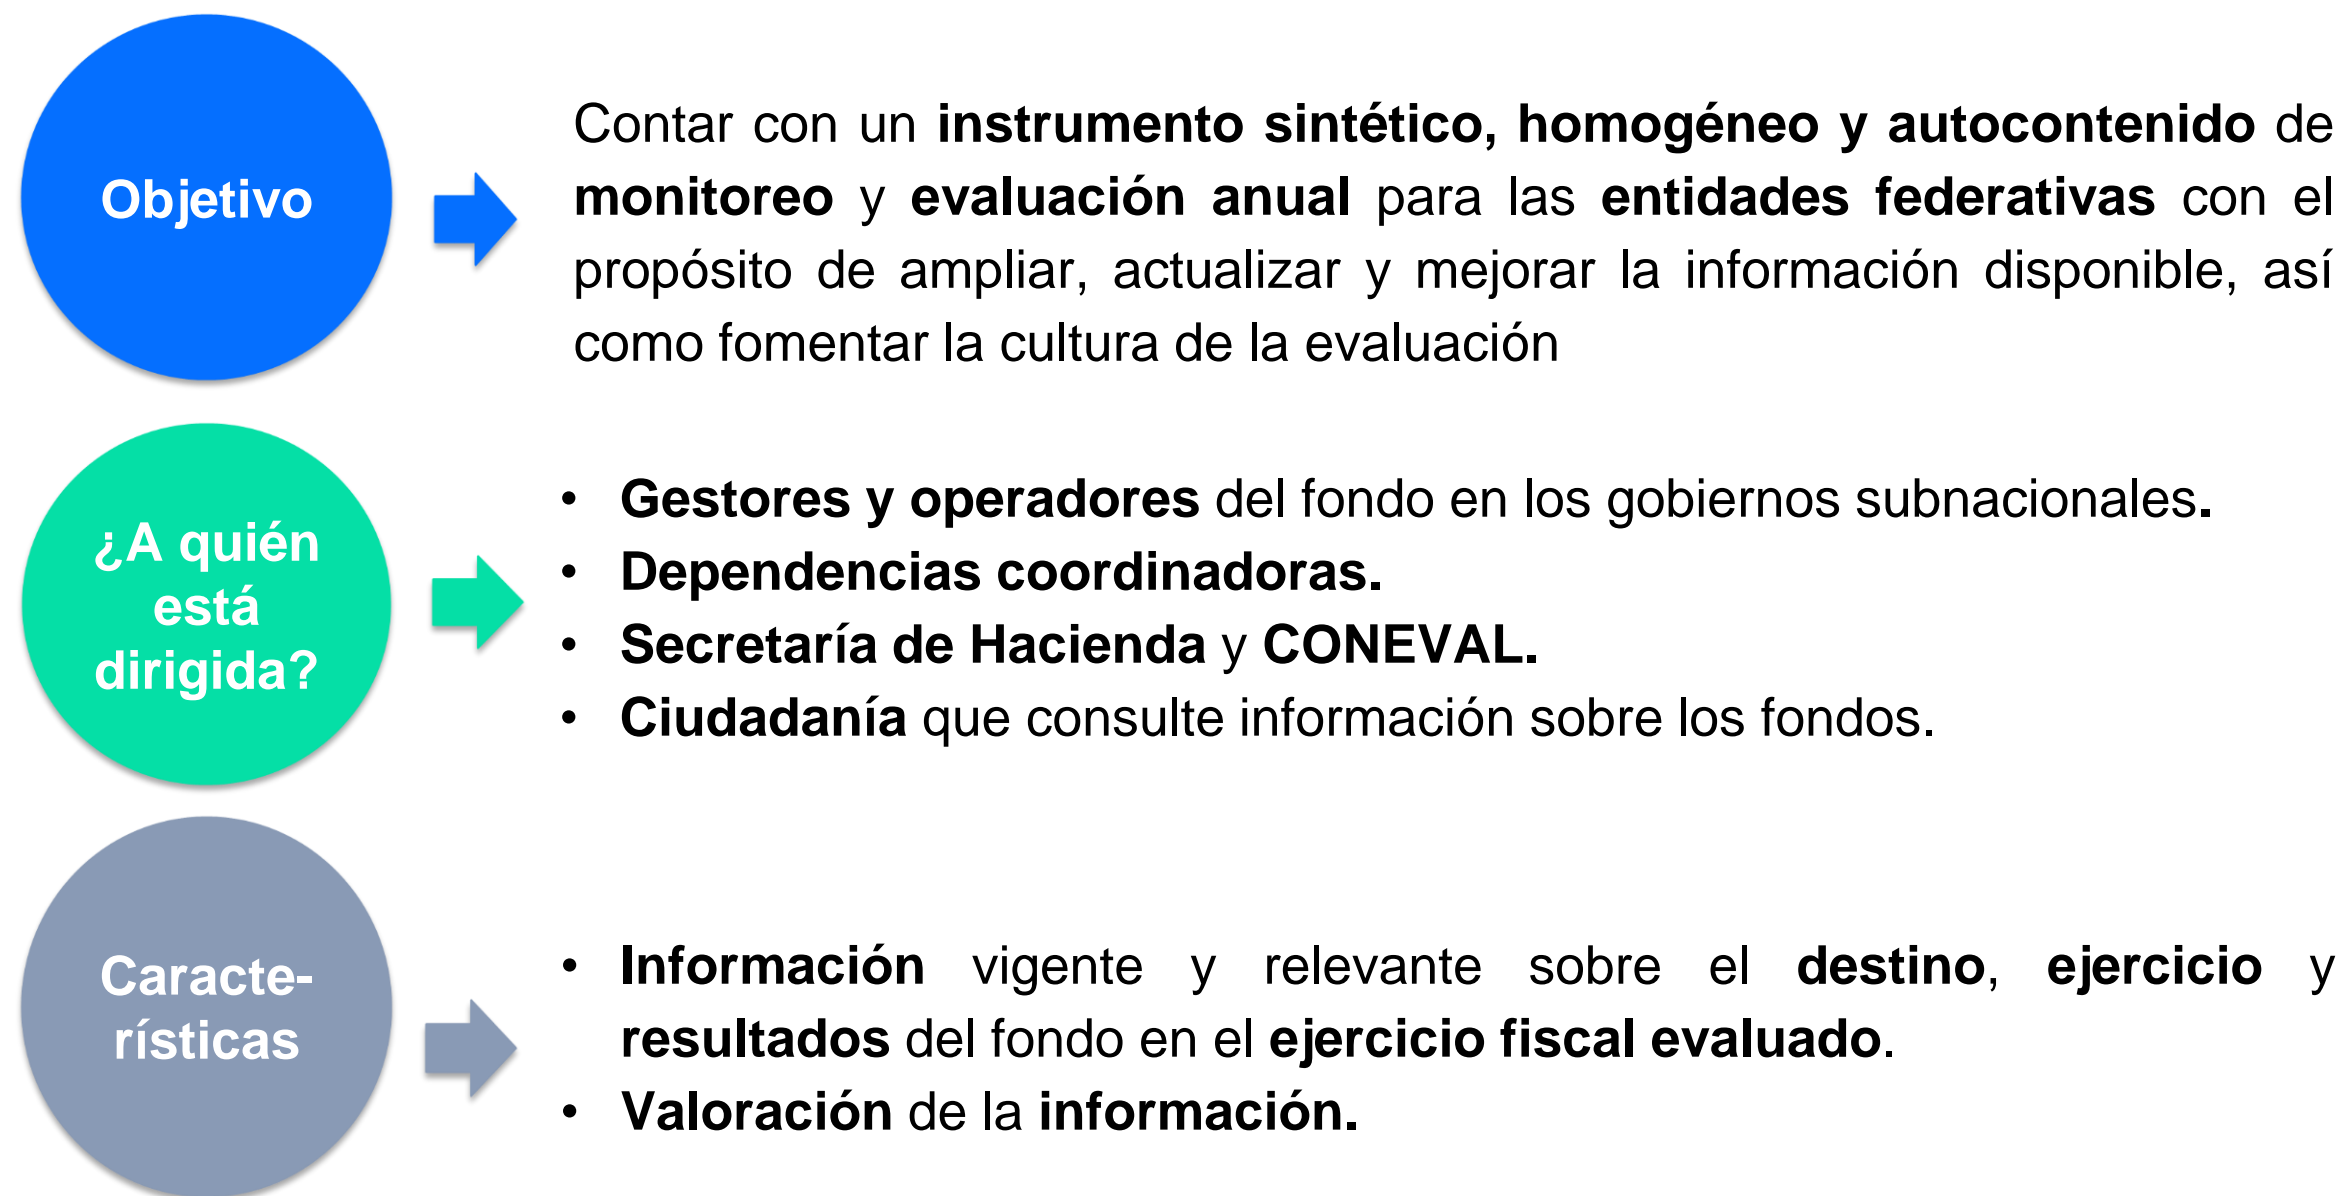 Objetivo
Contar con un instrumento sintético, homogéneo y autocontenido de
monitoreo y evaluación anual para las entidades federativas con el
propósito de ampliar, actualizar y mejorar la información disponible, así
como fomentar la cultura de la evaluación
¿A quién
está
dirigida?
• Gestores y operadores del fondo en los gobiernos subnacionales.
• Dependencias coordinadoras.
• Secretaría de Hacienda y CONEVAL.
• Ciudadanía que consulte información sobre los fondos.
Caracte-
rísticas
• Información vigente y relevante sobre el destino, ejercicio y
resultados del fondo en el ejercicio fiscal evaluado.
• Valoración de la información.